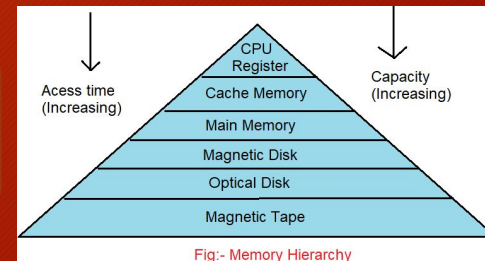 CPU
Register
Acess time
(Increasing)
Capacity
(Increasing)
Cache Memory
Main Memory
Magnetic Disk
Optical Disk
Magnetic Tape
Fig:- Memory Hierarchy